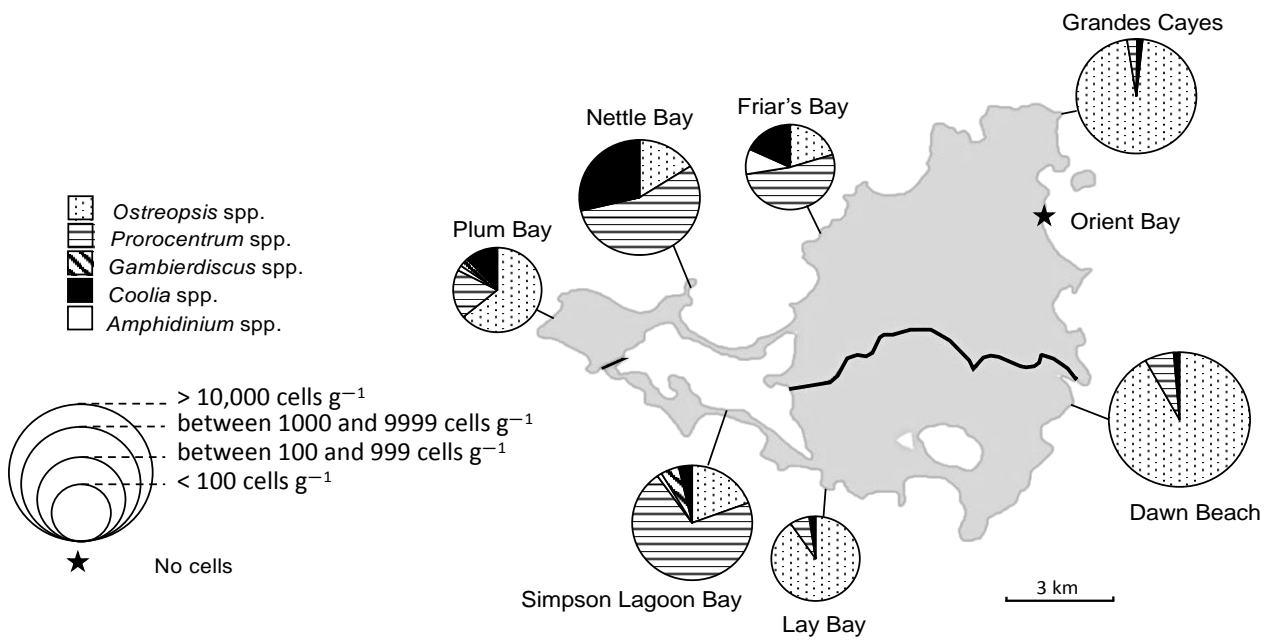 Grandes Cayes
Nettle Bay
Friar's Bay
Ostreopsis spp.
Prorocentrum spp.
Gambierdiscus spp.
Coolia spp.
Amphidinium spp.
Plum Bay
Orient Bay
> 10,000 cells g⁻¹
between 1000 and 9999 cells g⁻¹
between 100 and 999 cells g⁻¹
< 100 cells g⁻¹
No cells
Dawn Beach
Simpson Lagoon Bay
Lay Bay
3 km